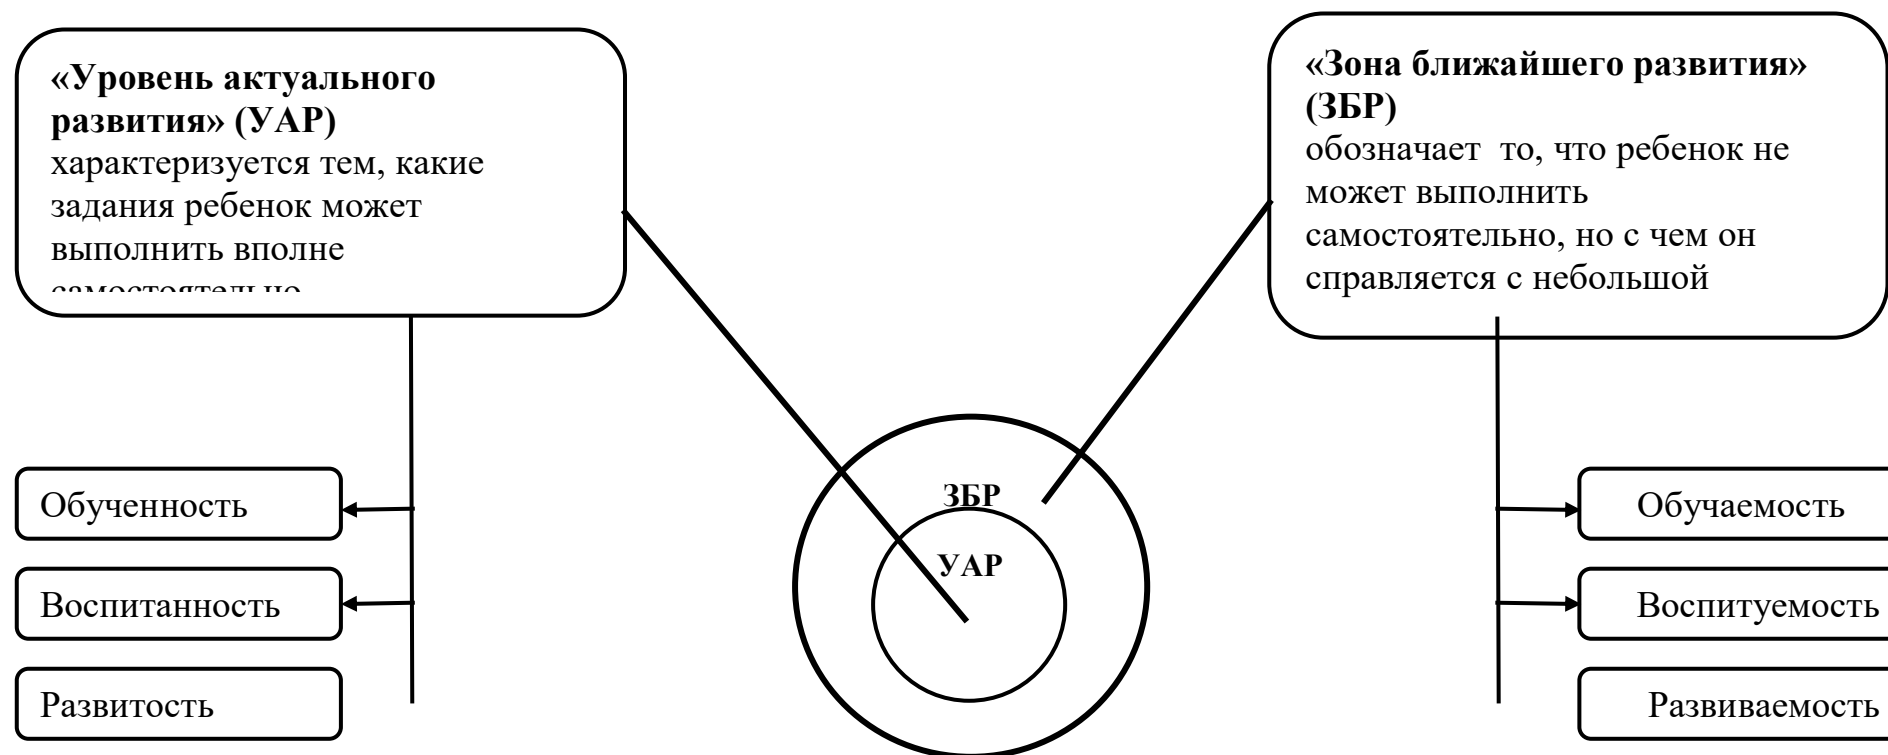 «Уровень актуального
развития» (УАР)
характеризуется тем, какие
задания ребенок может
выполнить вполне
самостоятельно
«Зона ближайшего развития»
(ЗБР)
обозначает то, что ребенок не
может выполнить
самостоятельно, но с чем он
справляется с небольшой
ЗБР
УАР
Обученность
Воспитанность
Развитость
Обучаемость
Воспитуемость
Развиваемость